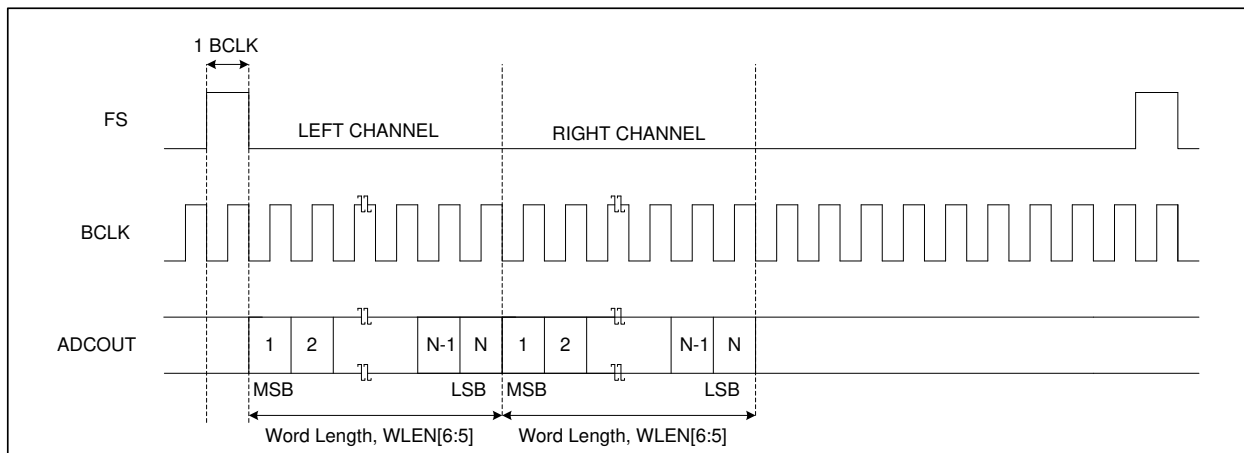 1 BCLK
FS
LEFT CHANNEL
RIGHT CHANNEL
BCLK
ADCOUT
1
2
N-1
N
1
2
N-1
N
MSB
LSB
MSB
LSB
Word Length, WLEN[6:5]
Word Length, WLEN[6:5]